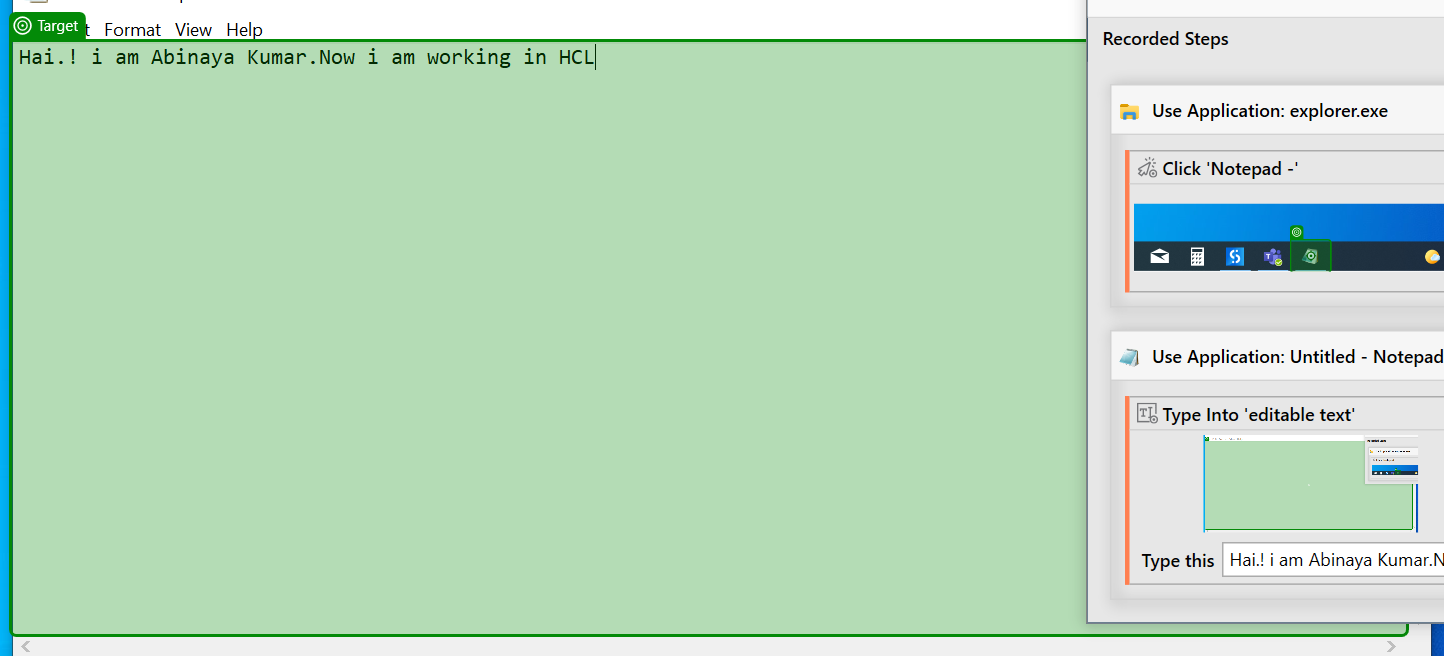 Target
Format View Help
Hai.! i am Abinaya Kumar.Now i am working in HCL
Recorded Steps
Use Application: explorer.exe
Click 'Notepad -'
Use Application: Untitled - Notepad
Type Into 'editable text'
Type this Hai.! i am Abinaya Kumar.N